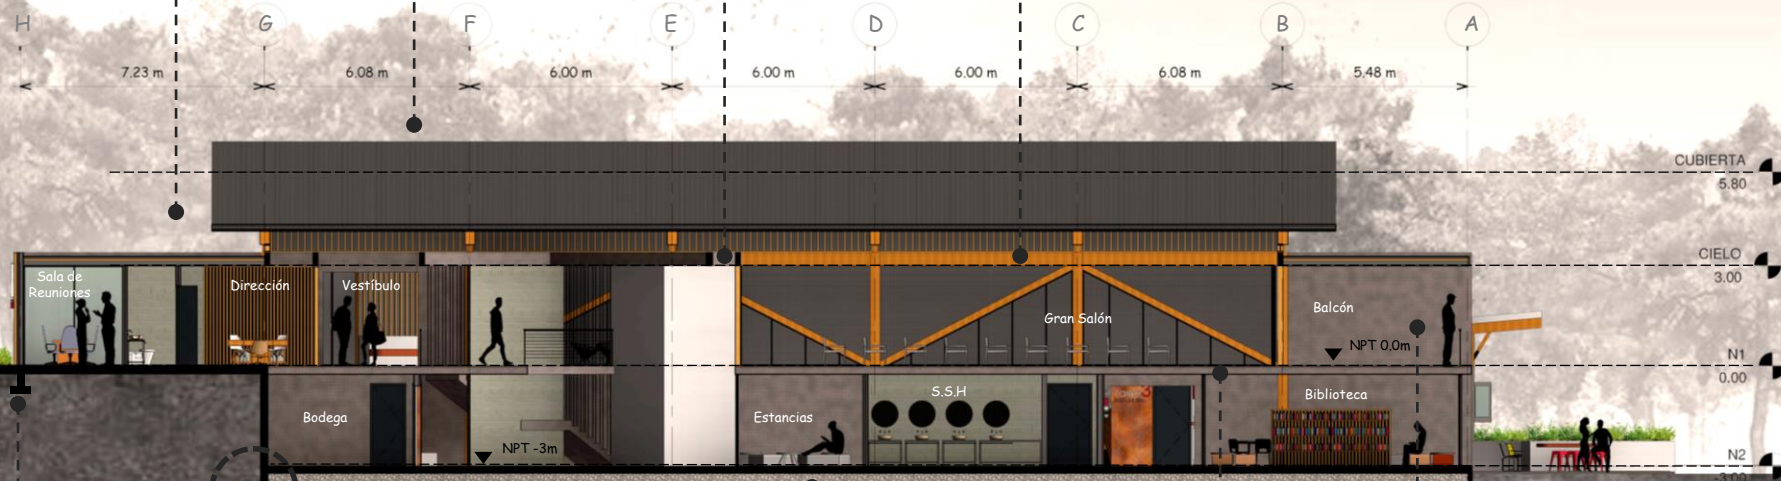 H G F E D C B A
7.23 m 6.08 m 6.00 m 6.00 m 6.00 m 6.08 m 5.48 m
CUBIERTA
5.80
CIELO
3.00
Sala de
Reuniones
Dirección
Vestíbulo
Gran Salón
Balcón
NPT 0,0m
N1
0.00
Bodega
Estancias
S.S.H
Biblioteca
NPT -3m
N2
-3.00